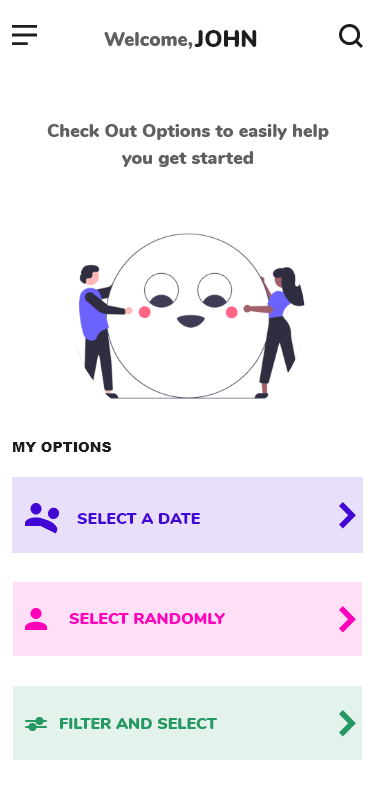 Welcome, JOHN
Check Out Options to easily help
you get started
MY OPTIONS
SELECT A DATE
SELECT RANDOMLY
FILTER AND SELECT